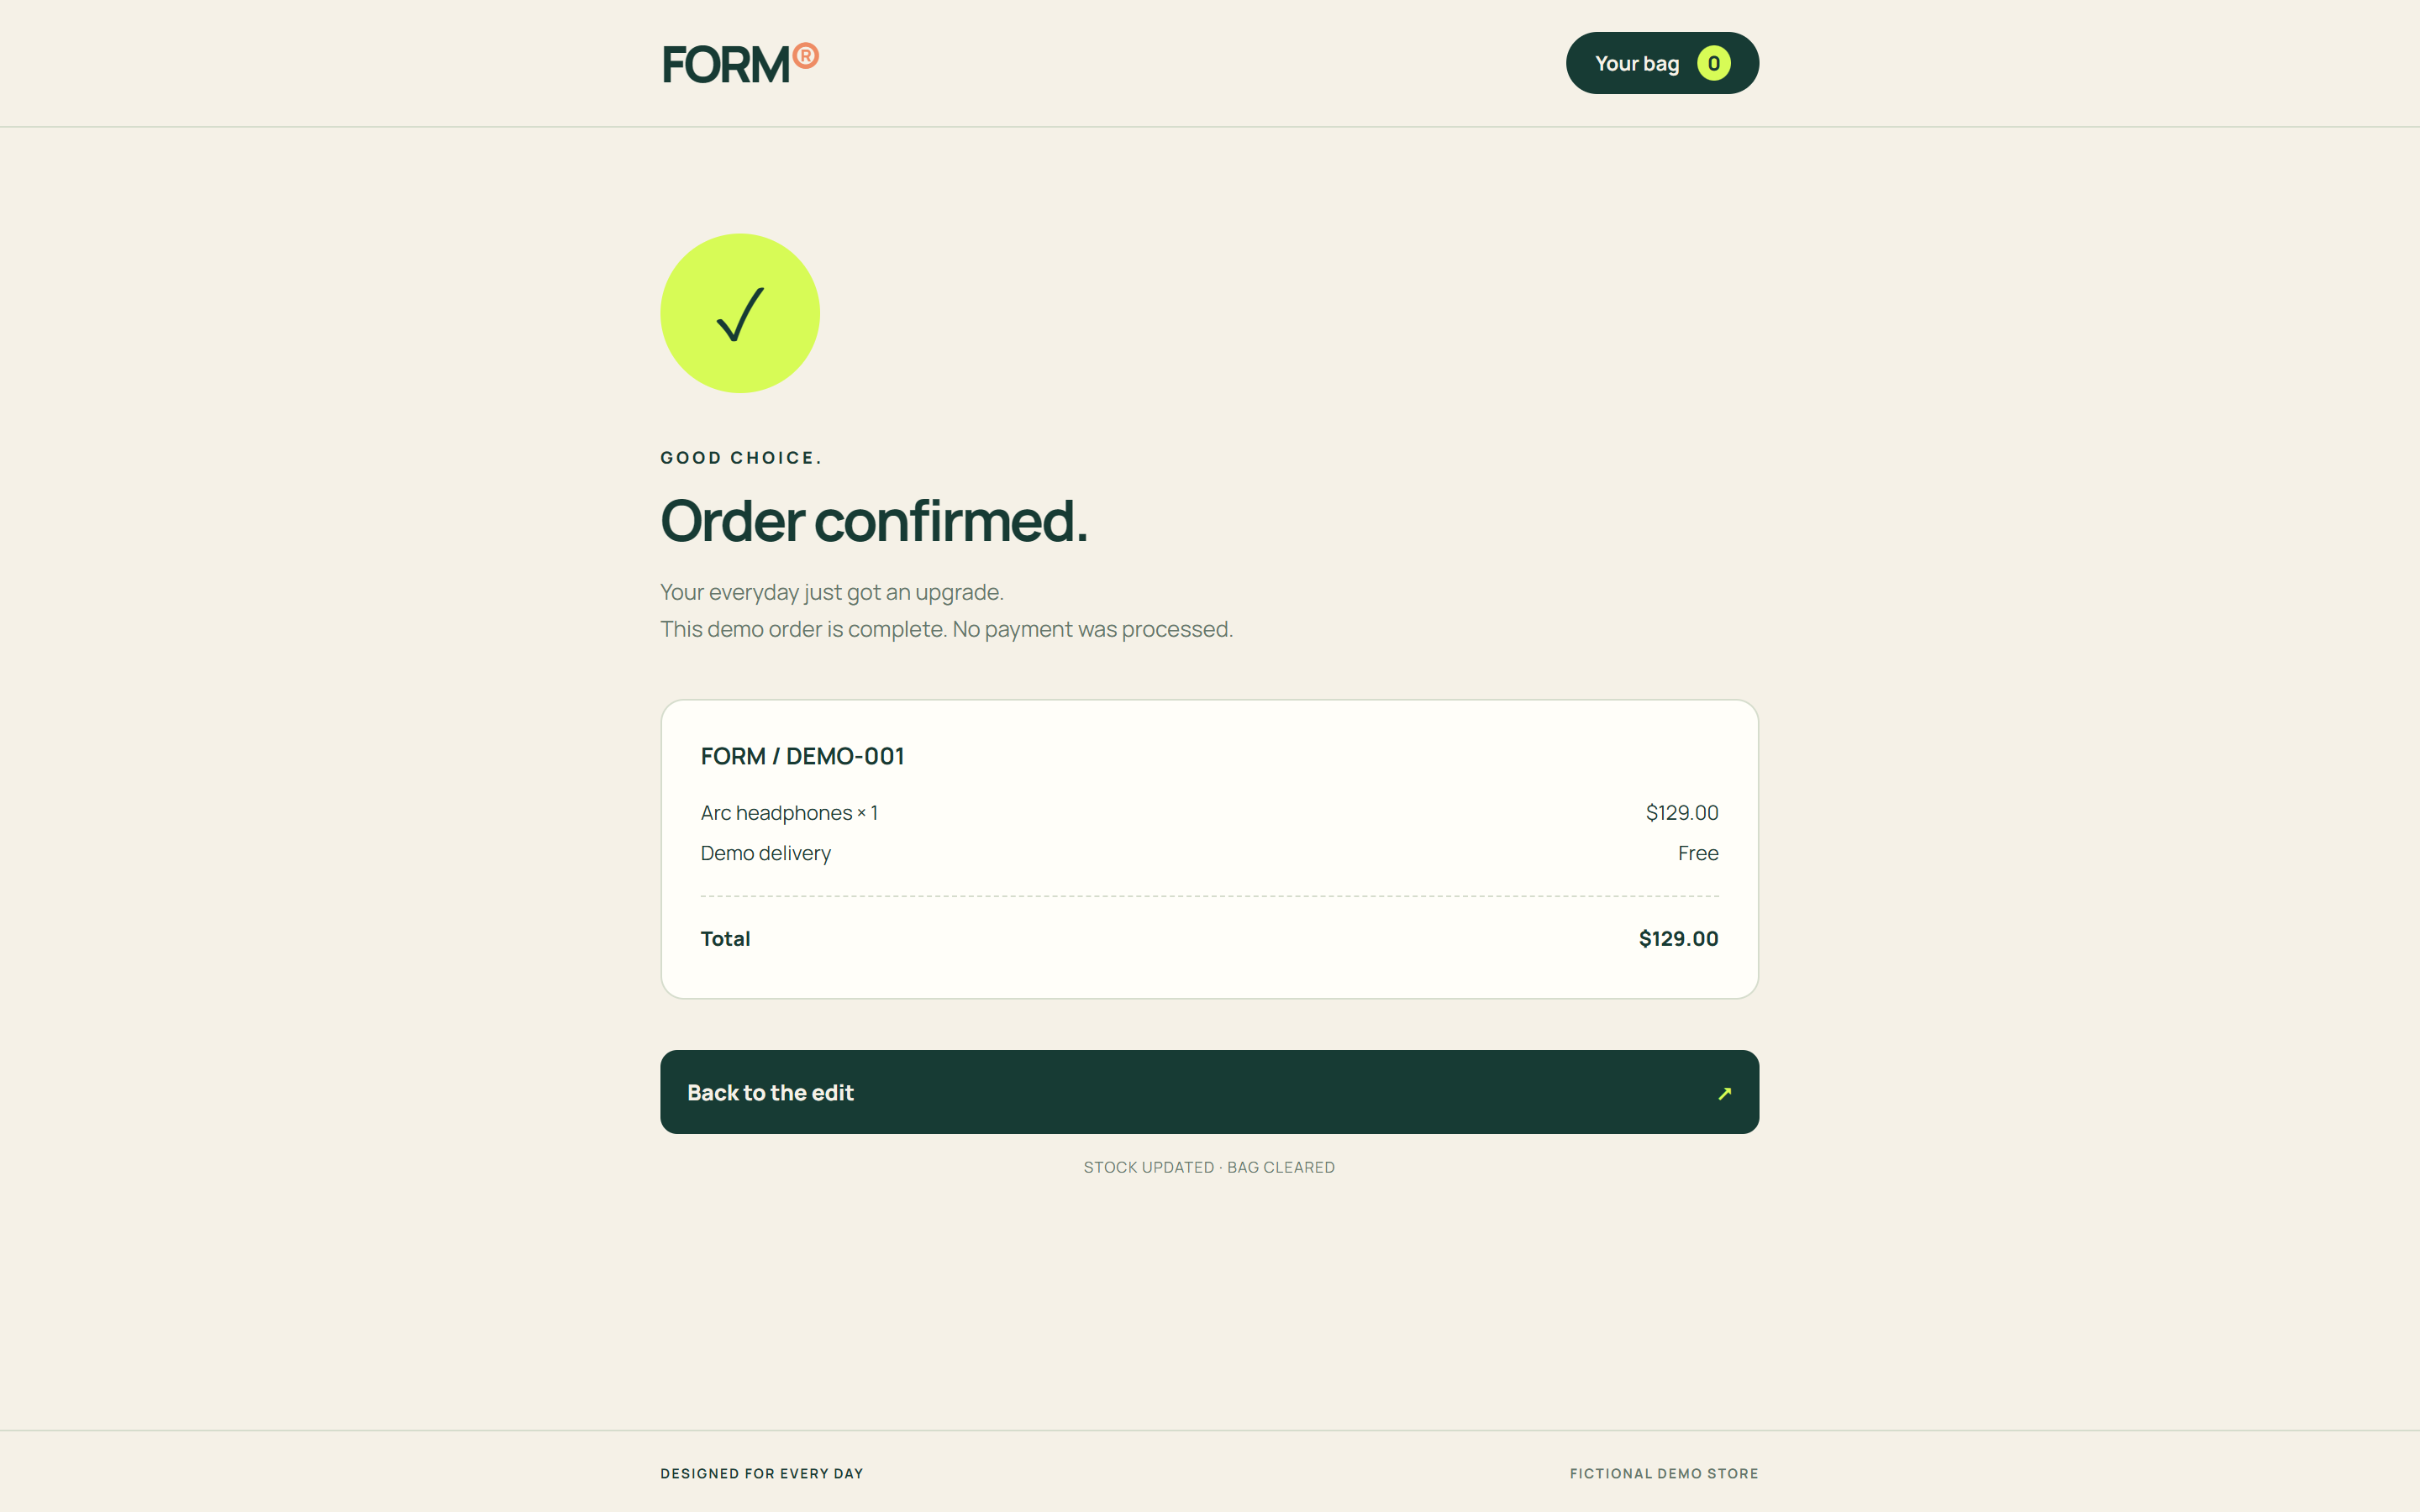 FORM®
Your bag 0
✓
GOOD CHOICE.
Order confirmed.
Your everyday just got an upgrade.
This demo order is complete. No payment was processed.
FORM / DEMO-001
Arc headphones × 1 $129.00
Demo delivery Free
Total $129.00
Back to the edit ↗
STOCK UPDATED · BAG CLEARED
DESIGNED FOR EVERY DAY FICTIONAL DEMO STORE